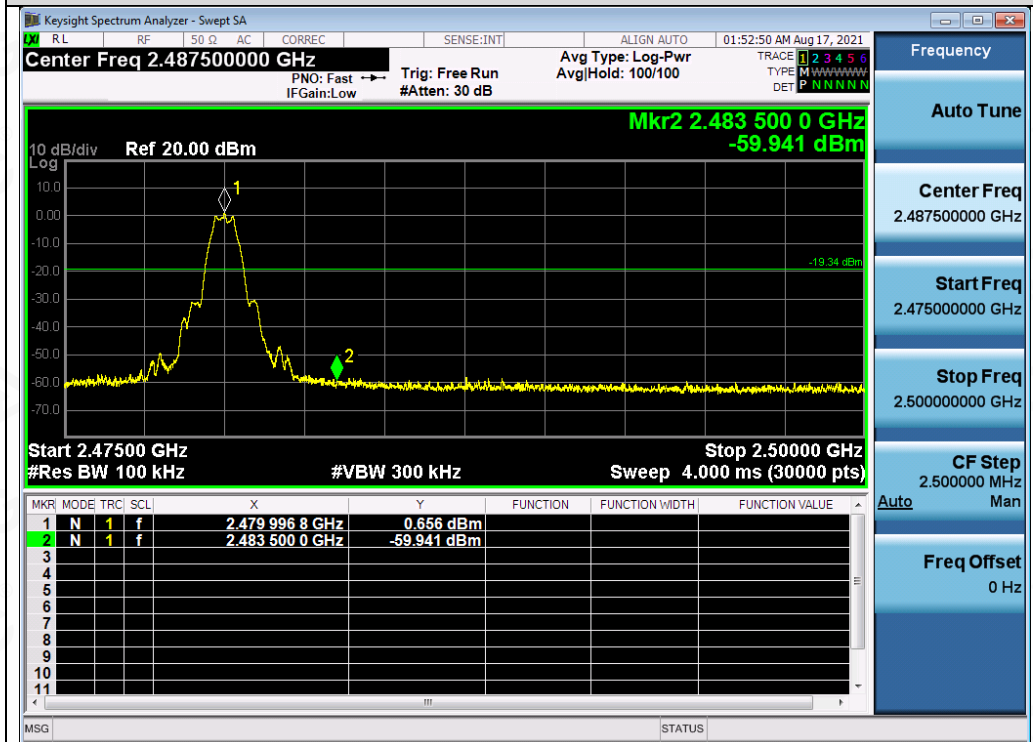 Keysight Spectrum Analyzer - Swept SA
LXI RL RF 50 Ω AC CORREC SENSE:INT ALIGN AUTO 01:52:50 AM Aug 17, 2021
Center Freq 2.487500000 GHz
PNO: Fast
IFGain:Low
Trig: Free Run
#Atten: 30 dB
Avg Type: Log-Pwr
Avg|Hold: 100/100
TRACE 1 2 3 4 5 6
TYPE M WWWWW
DET P N N N N N
Mkr2 2.483 500 0 GHz
-59.941 dBm
10 dB/div Ref 20.00 dBm
Log
10.0
0.00
-10.0
-20.0
-30.0
-40.0
-50.0
-60.0
-70.0
1
2
-19.34 dBm
Start 2.47500 GHz Stop 2.50000 GHz
#Res BW 100 kHz #VBW 300 kHz Sweep 4.000 ms (30000 pts)
MKR MODE TRC SCL X Y FUNCTION FUNCTION WIDTH FUNCTION VALUE
1 N 1 f 2.479 996 8 GHz 0.656 dBm
2 N 1 f 2.483 500 0 GHz -59.941 dBm
3
4
5
6
7
8
9
10
11
MSG STATUS
Frequency
Auto Tune
Center Freq
2.487500000 GHz
Start Freq
2.475000000 GHz
Stop Freq
2.500000000 GHz
CF Step
2.500000 MHz
Auto Man
Freq Offset
0 Hz